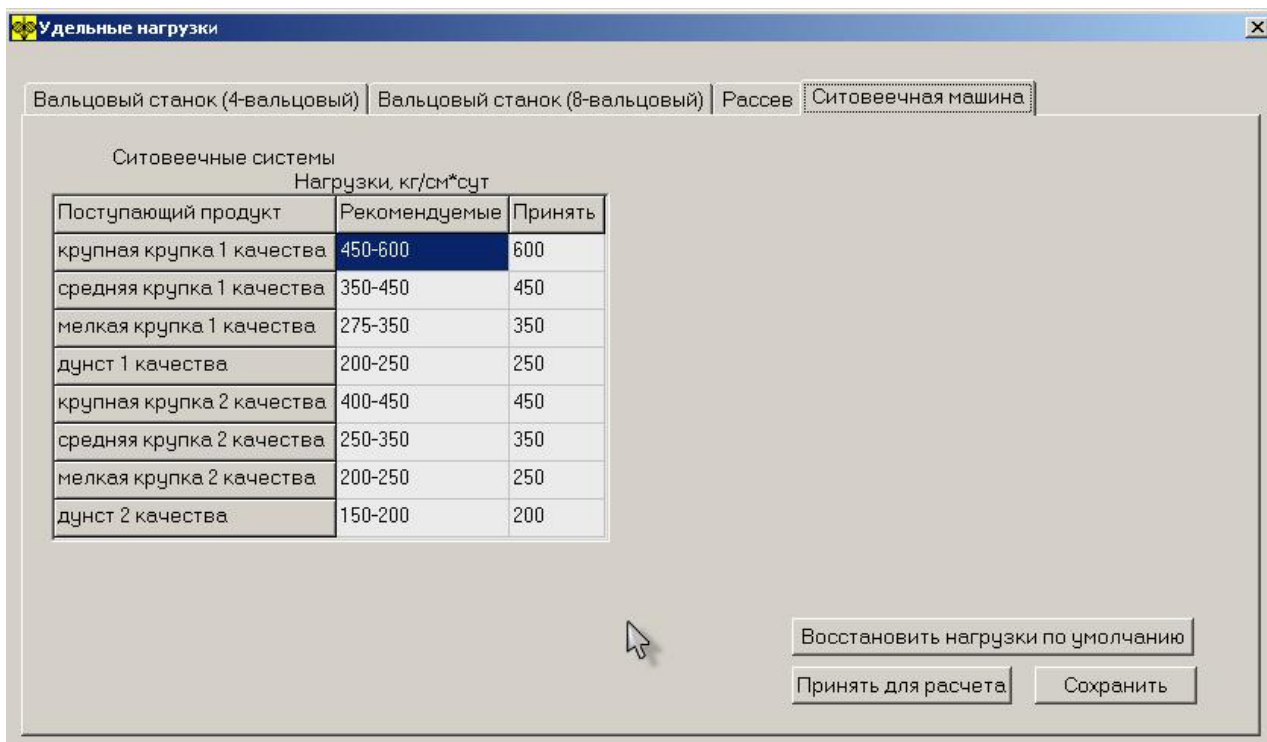 Удельные нагрузки
Вальцовый станок (4-вальцовый) Вальцовый станок (8-вальцовый) Рассев Ситовеечная машина
Ситовеечные системы
Нагрузки, кг/см*сут
Поступающий продукт Рекомендуемые Принять
крупная крупка 1 качества 450-600 600
средняя крупка 1 качества 350-450 450
мелкая крупка 1 качества 275-350 350
дунст 1 качества 200-250 250
крупная крупка 2 качества 400-450 450
средняя крупка 2 качества 250-350 350
мелкая крупка 2 качества 200-250 250
дунст 2 качества 150-200 200
Восстановить нагрузки по умолчанию
Принять для расчета Сохранить